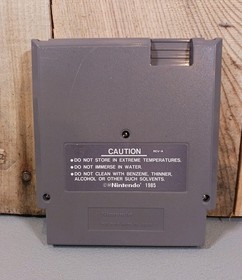 CAUTION
REV-A
●DO NOT STORE IN EXTREME TEMPERATURES.
●DO NOT IMMERSE IN WATER.
●DO NOT CLEAN WITH BENZENE, THINNER,
ALCOHOL OR OTHER SUCH SOLVENTS.
©Nintendo 1985